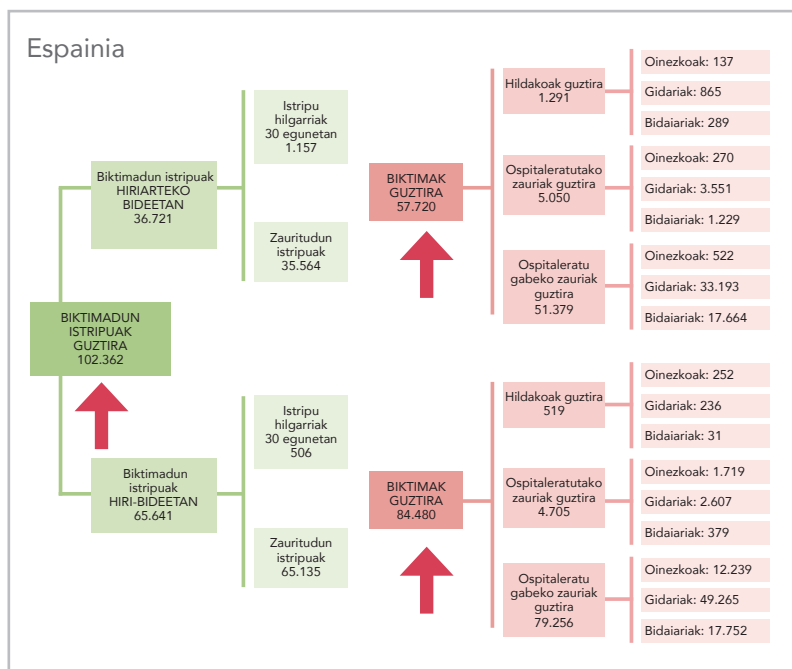 Espainia
BIKTIMADUN
ISTRIPUAK
GUZTIRA
102.362
Biktimadun istripuak
HIRIARTEKO
BIDEETAN
36.721
Istripu
hilgarriak
30 egunetan
1.157
Zauritudun
istripuak
35.564
BIKTIMAK
GUZTIRA
57.720
Hildakoak guztira
1.291
Oinezkoak: 137
Gidariak: 865
Bidaiariak: 289
Ospitaleratutako
zauriak guztira
5.050
Oinezkoak: 270
Gidariak: 3.551
Bidaiariak: 1.229
Ospitaleratu
gabeko zauriak
guztira
51.379
Oinezkoak: 522
Gidariak: 33.193
Bidaiariak: 17.664
Biktimadun
istripuak
HIRI-BIDEETAN
65.641
Istripu
hilgarriak
30 egunetan
506
Zauritudun
istripuak
65.135
BIKTIMAK
GUZTIRA
84.480
Hildakoak guztira
519
Oinezkoak: 252
Gidariak: 236
Bidaiariak: 31
Ospitaleratutako
zauriak guztira
4.705
Oinezkoak: 1.719
Gidariak: 2.607
Bidaiariak: 379
Ospitaleratu
gabeko zauriak
guztira
79.256
Oinezkoak: 12.239
Gidariak: 49.265
Bidaiariak: 17.752